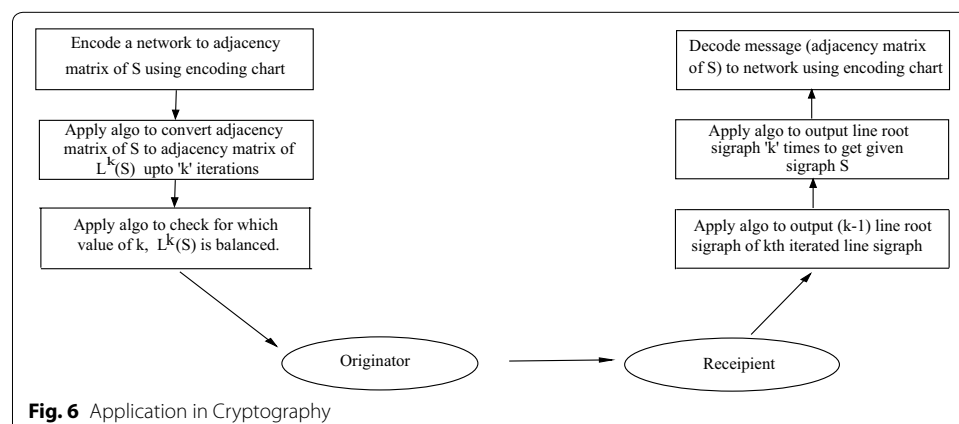 Encode a network to adjacency
matrix of S using encoding chart
Apply algo to convert adjacency
matrix of S to adjacency matrix of
L^k(S) upto 'k' iterations
Apply algo to check for which
value of k, L^k(S) is balanced.
Originator
Receipient
Apply algo to output (k-1) line root
sigraph of kth iterated line sigraph
Apply algo to output line root
sigraph 'k' times to get given
sigraph S
Decode message (adjacency matrix
of S) to network using encoding chart
Fig. 6 Application in Cryptography